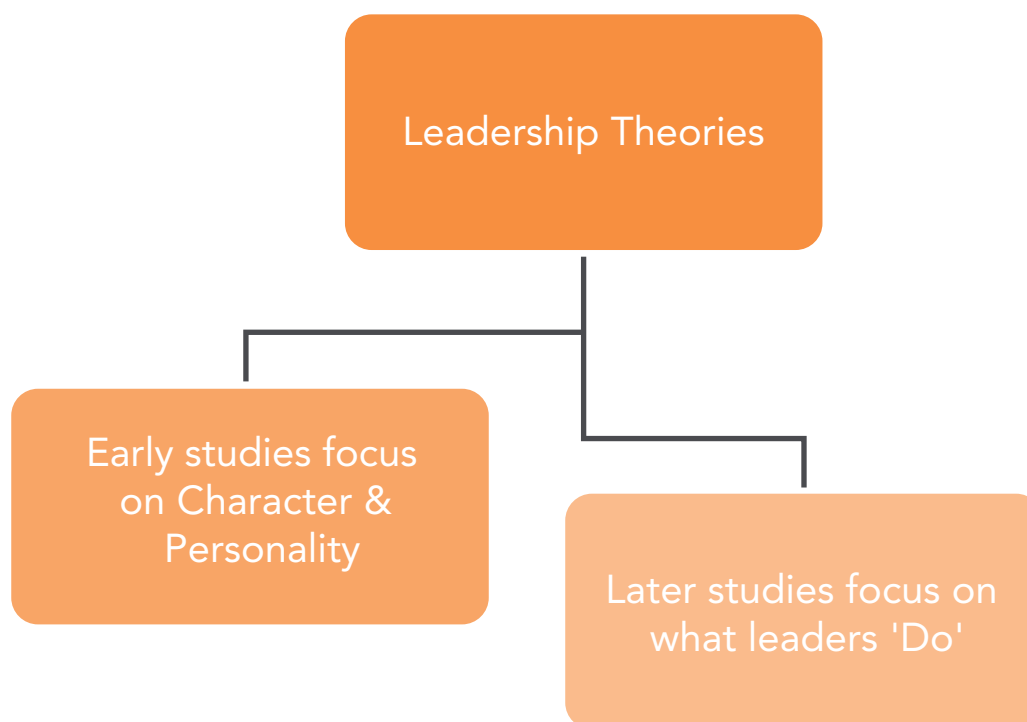 Leadership Theories
Early studies focus
on Character &
Personality
Later studies focus on
what leaders 'Do'